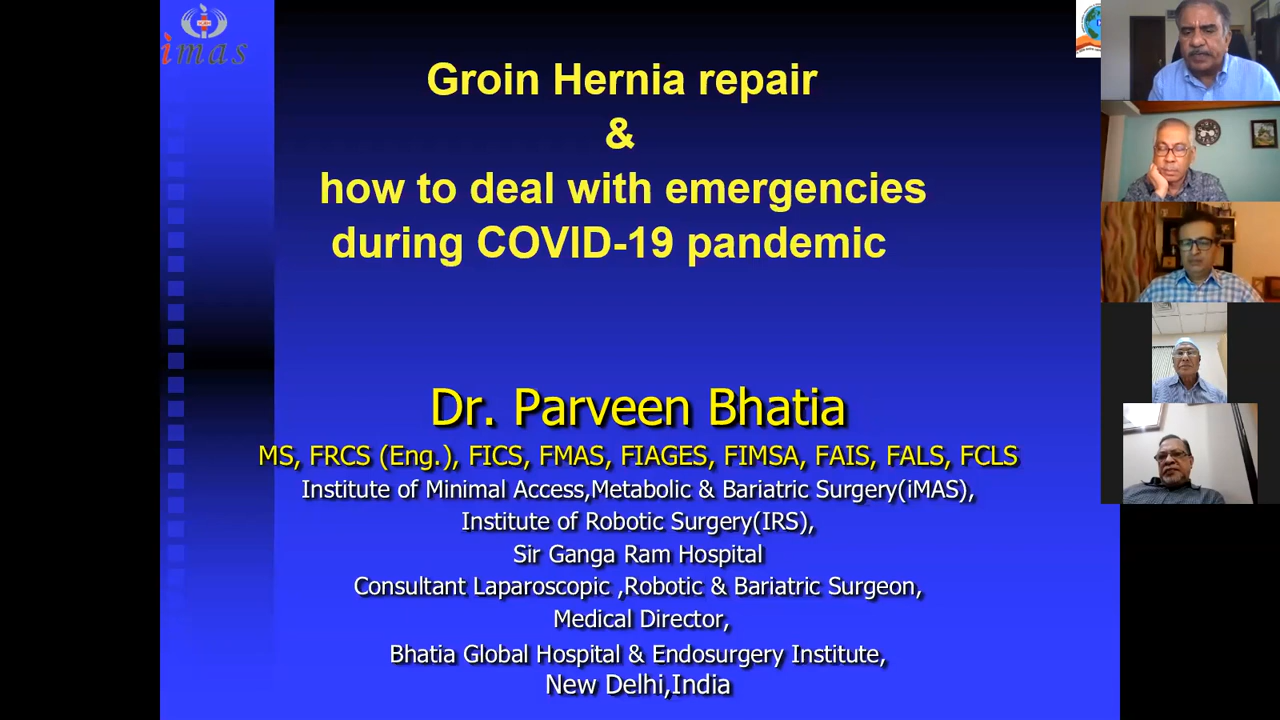 imas
Groin Hernia repair
&
how to deal with emergencies
during COVID-19 pandemic
Dr. Parveen Bhatia
MS, FRCS (Eng.), FICS, FMAS, FIAGES, FIMSA, FAIS, FALS, FCLS
Institute of Minimal Access,Metabolic & Bariatric Surgery(iMAS),
Institute of Robotic Surgery(IRS),
Sir Ganga Ram Hospital
Consultant Laparoscopic ,Robotic & Bariatric Surgeon,
Medical Director,
Bhatia Global Hospital & Endosurgery Institute,
New Delhi,India